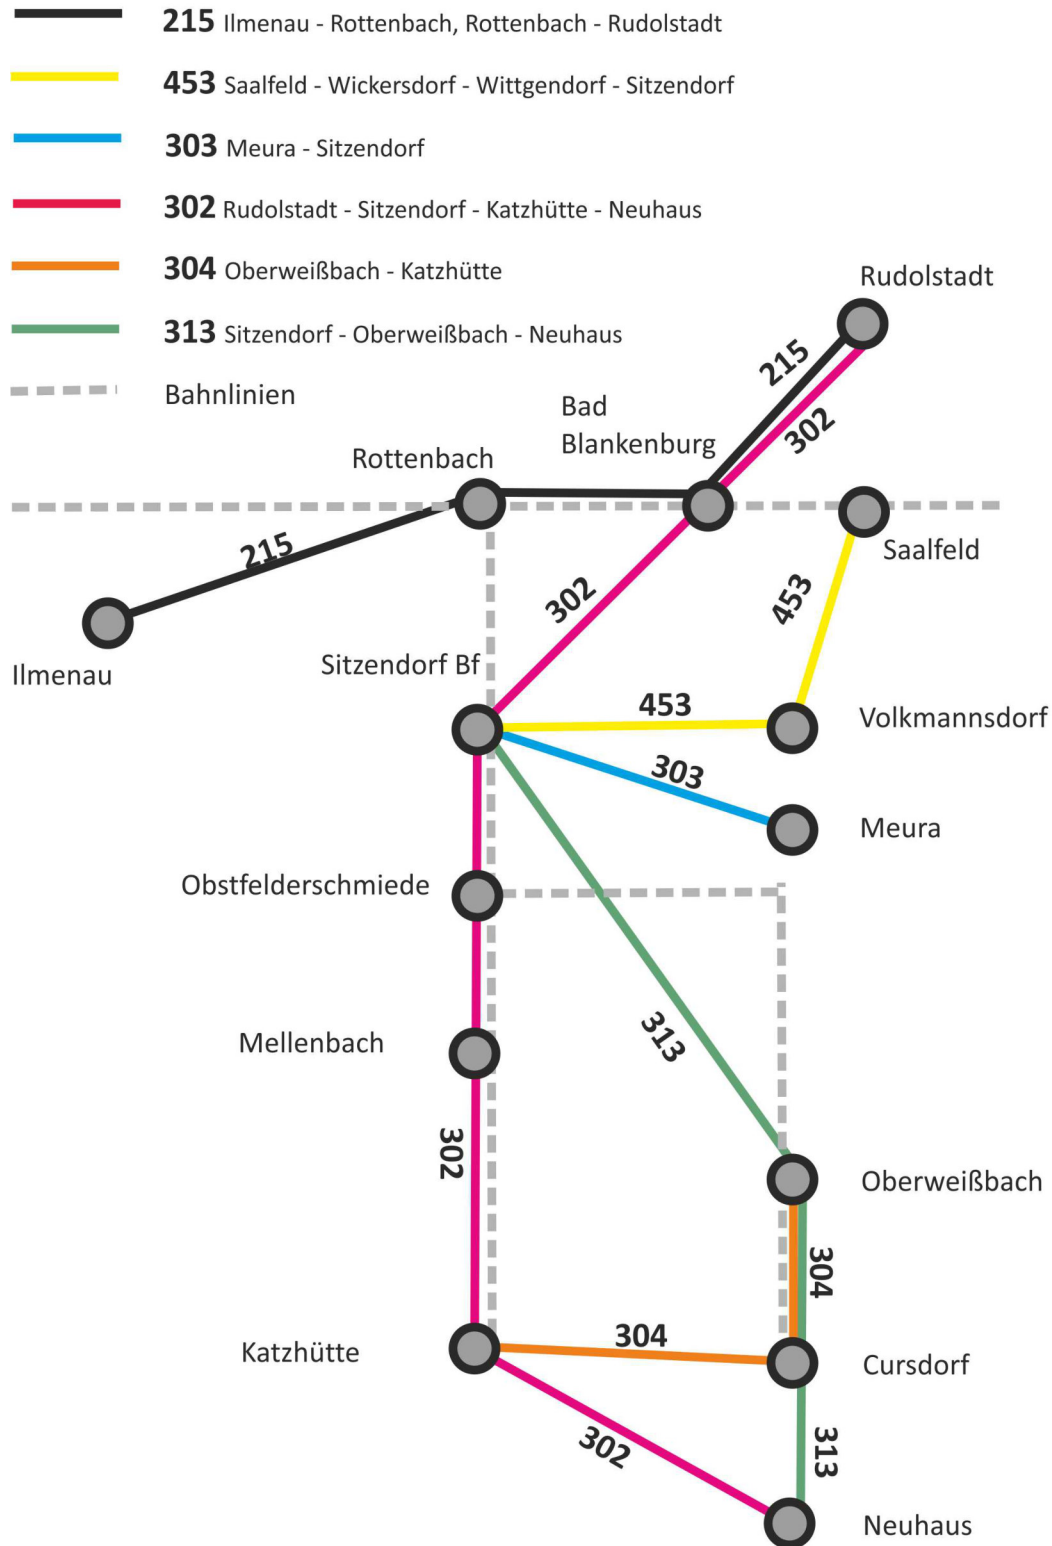 215 Ilmenau - Rottenbach, Rottenbach - Rudolstadt
453 Saalfeld - Wickersdorf - Wittgendorf - Sitzendorf
303 Meura - Sitzendorf
302 Rudolstadt - Sitzendorf - Katzhütte - Neuhaus
304 Oberweißbach - Katzhütte
313 Sitzendorf - Oberweißbach - Neuhaus
Bahnlinien
Rudolstadt
215
302
Bad
Blankenburg
Rottenbach
215
Saalfeld
453
302
Ilmenau
Sitzendorf Bf
453
Volkmannsdorf
303
Meura
Obstfelderschmiede
313
Mellenbach
302
Oberweißbach
304
304
Katzhütte
Cursdorf
302
313
Neuhaus